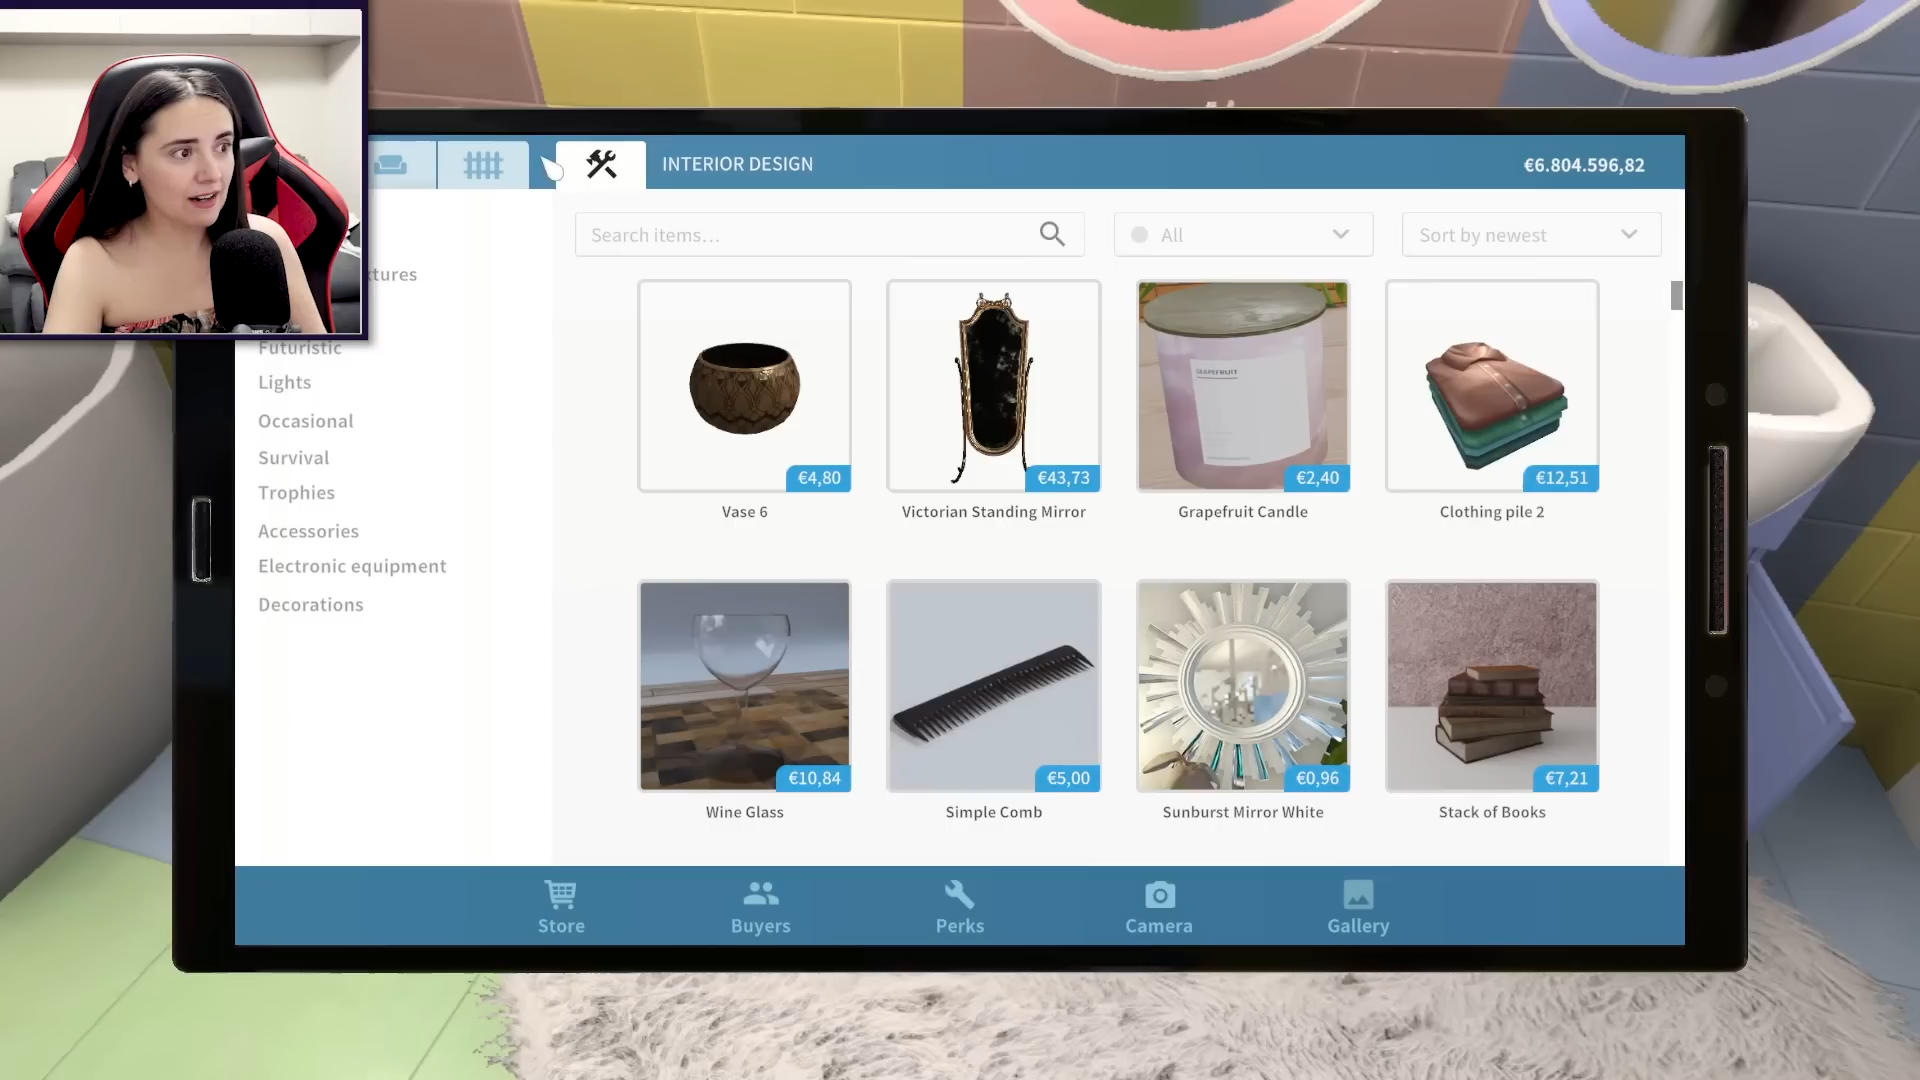 INTERIOR DESIGN
€6.804.596,82
Search items...
All
Sort by newest
Futuristic
Lights
Occasional
Survival
Trophies
Accessories
Electronic equipment
Decorations
GRAPEFRUIT
€4,80
€43,73
€2,40
€12,51
Vase 6
Victorian Standing Mirror
Grapefruit Candle
Clothing pile 2
€10,84
€5,00
€0,96
€7,21
Wine Glass
Simple Comb
Sunburst Mirror White
Stack of Books
Store
Buyers
Perks
Camera
Gallery